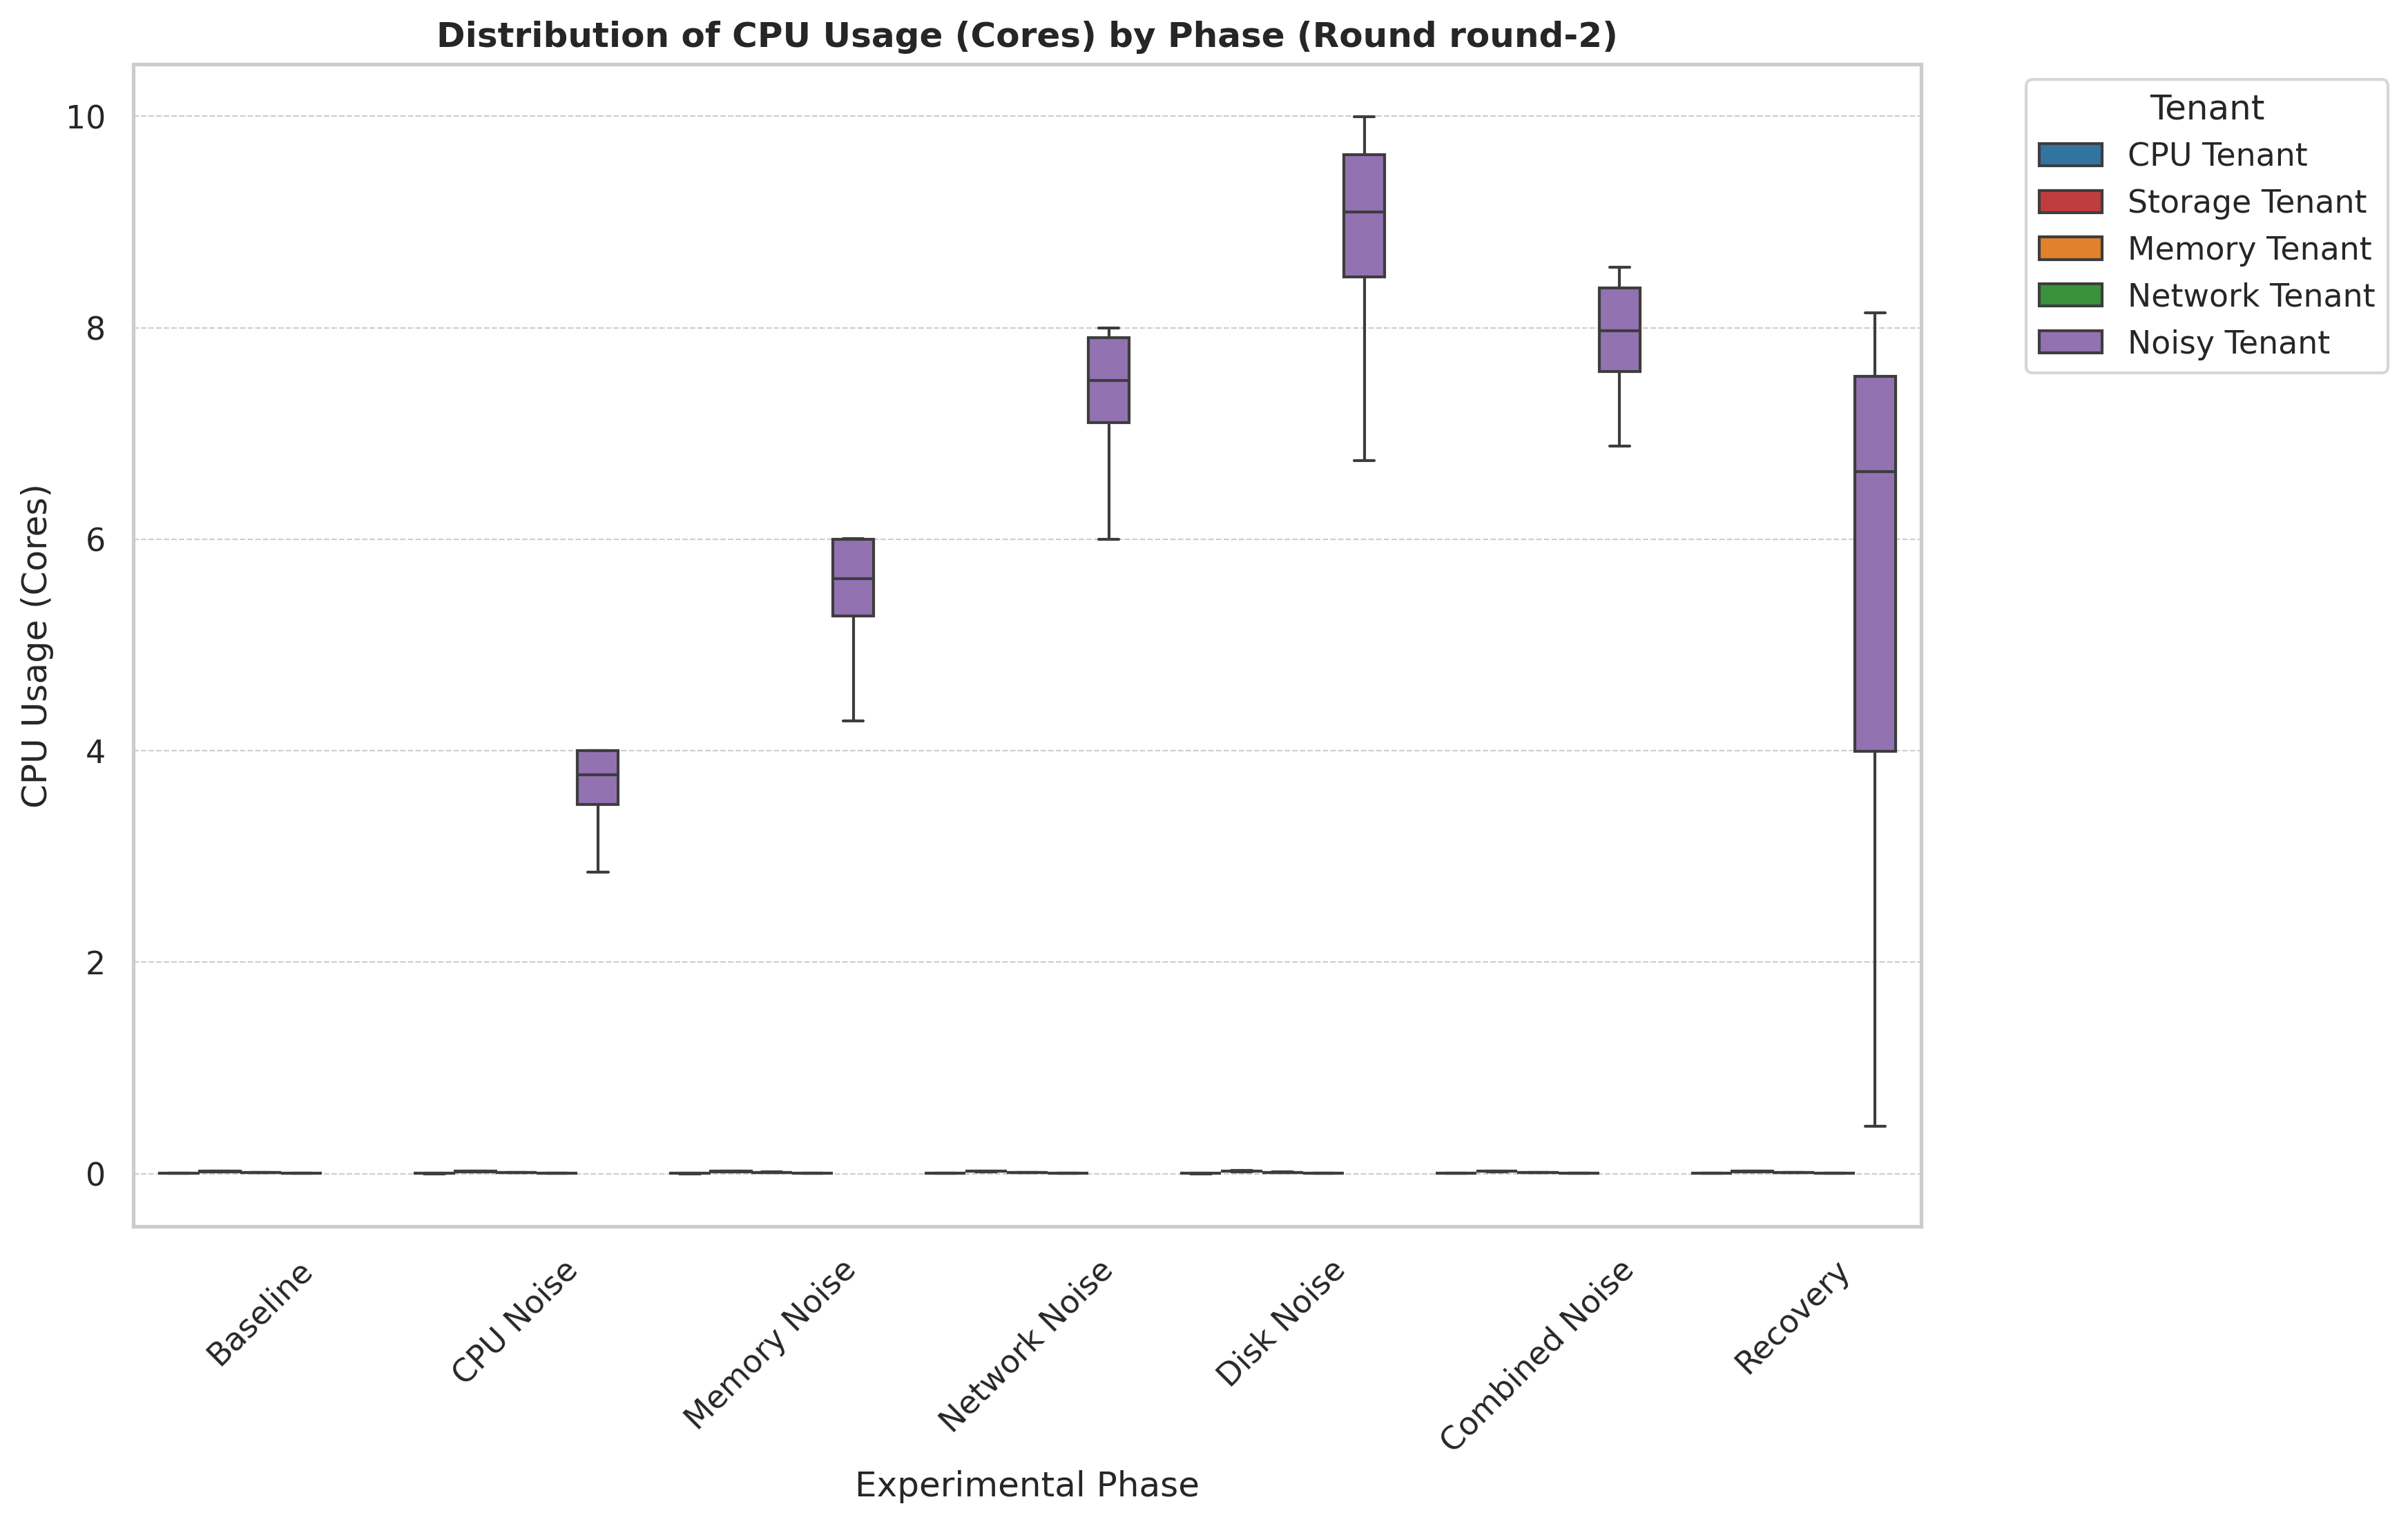 Distribution of CPU Usage (Cores) by Phase (Round round-2)
CPU Usage (Cores)
10
8
6
4
2
0
Baseline
CPU Noise
Memory Noise
Network Noise
Disk Noise
Combined Noise
Recovery
Experimental Phase
Tenant
CPU Tenant
Storage Tenant
Memory Tenant
Network Tenant
Noisy Tenant